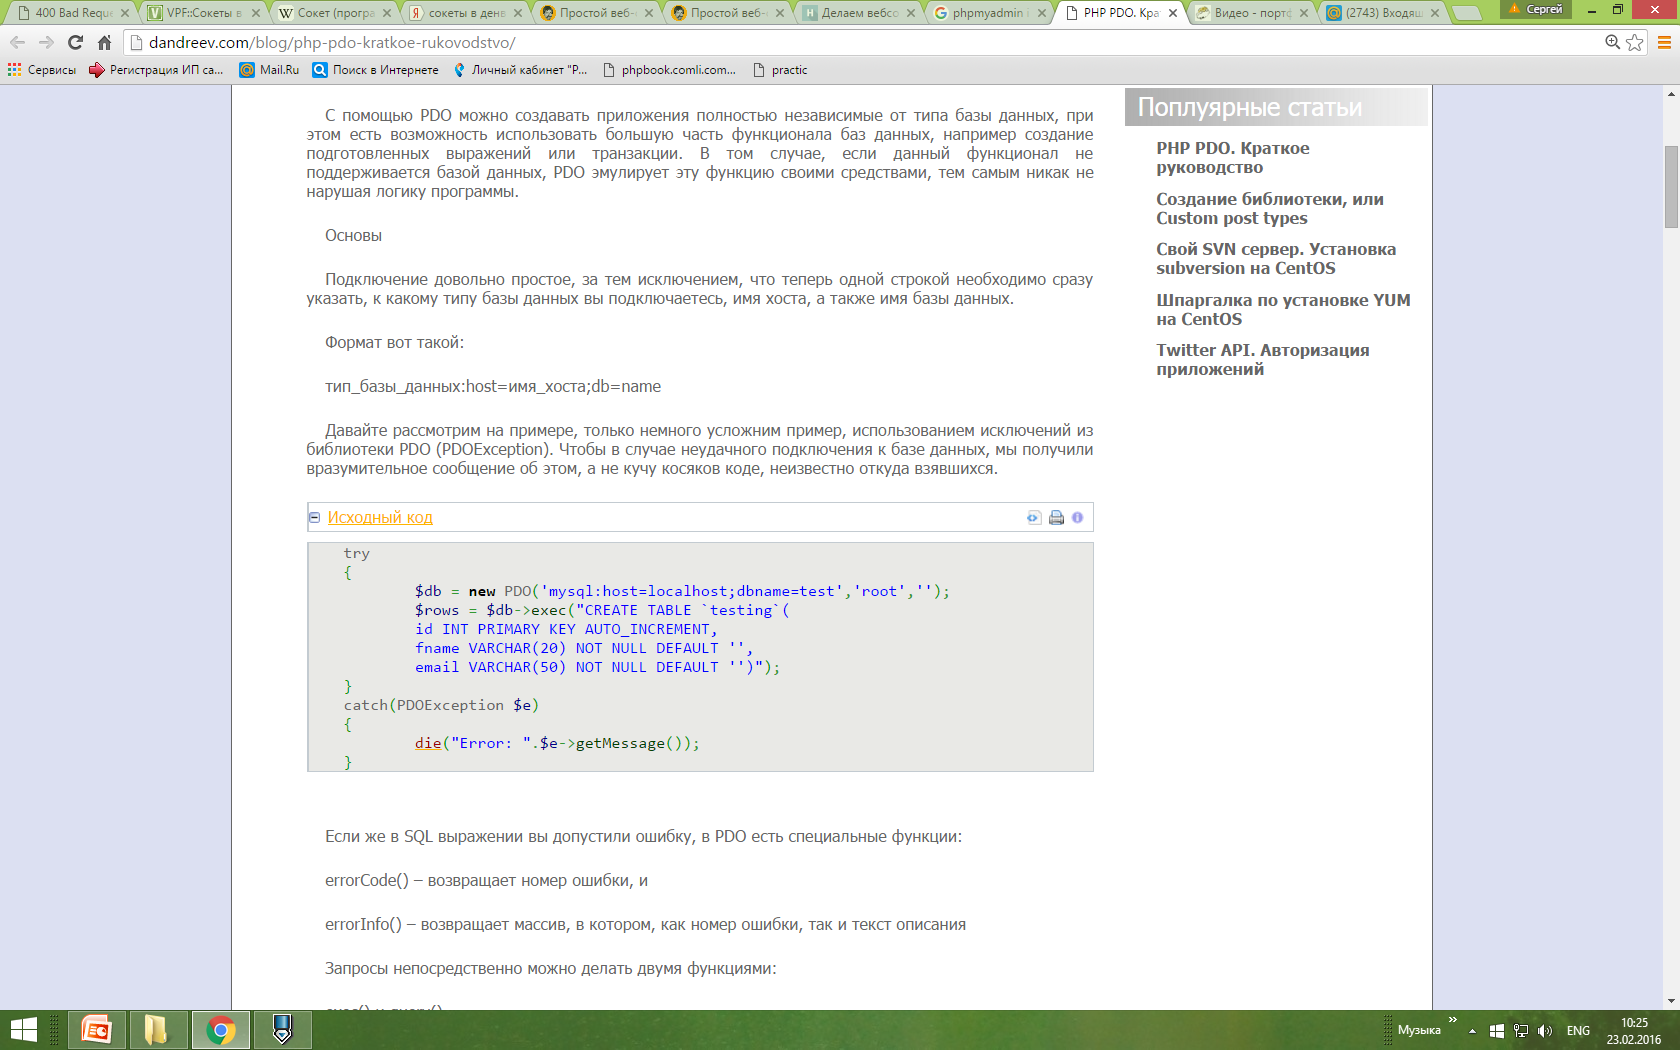 400 Bad Reque
VPF::Сокеты в
Сокет (програ
сокеты в денв
Простой веб-
Простой веб-
Делаем вебсо
phpmyadmin
PHP PDO. Кра
Видео - портф
(2743) Входящ
Сергей
dandreev.com/blog/php-pdo-kratkoe-rukovodstvo/
Сервисы
Регистрация ИП са...
Mail.Ru
Поиск в Интернете
Личный кабинет "Р...
phpbook.comli.com...
practic
С помощью PDO можно создавать приложения полностью независимые от типа базы данных, при
этом есть возможность использовать большую часть функционала баз данных, например создание
подготовленных выражений или транзакции. В том случае, если данный функционал не
поддерживается базой данных, PDO эмулирует эту функцию своими средствами, тем самым никак не
нарушая логику программы.
Основы
Подключение довольно простое, за тем исключением, что теперь одной строкой необходимо сразу
указать, к какому типу базы данных вы подключаетесь, имя хоста, а также имя базы данных.
Формат вот такой:
тип_базы_данных:host=имя_хоста;db=name
Давайте рассмотрим на примере, только немного усложним пример, использованием исключений из
библиотеки PDO (PDOException). Чтобы в случае неудачного подключения к базе данных, мы получили
вразумительное сообщение об этом, а не кучу косяков коде, неизвестно откуда взявшихся.
Исходный код
try
{
$db = new PDO('mysql:host=localhost;dbname=test','root','');
$rows = $db->exec("CREATE TABLE `testing`(
id INT PRIMARY KEY AUTO_INCREMENT,
fname VARCHAR(20) NOT NULL DEFAULT '',
email VARCHAR(50) NOT NULL DEFAULT '')");
}
catch(PDOException $e)
{
die("Error: ".$e->getMessage());
}
Если же в SQL выражении вы допустили ошибку, в PDO есть специальные функции:
errorCode() – возвращает номер ошибки, и
errorInfo() – возвращает массив, в котором, как номер ошибки, так и текст описания
Запросы непосредственно можно делать двумя функциями:
Поплуярные статьи
PHP PDO. Краткое
руководство
Создание библиотеки, или
Custom post types
Свой SVN сервер. Установка
subversion на CentOS
Шпаргалка по установке YUM
на CentOS
Twitter API. Авторизация
приложений
Музыка
ENG
10:25
23.02.2016